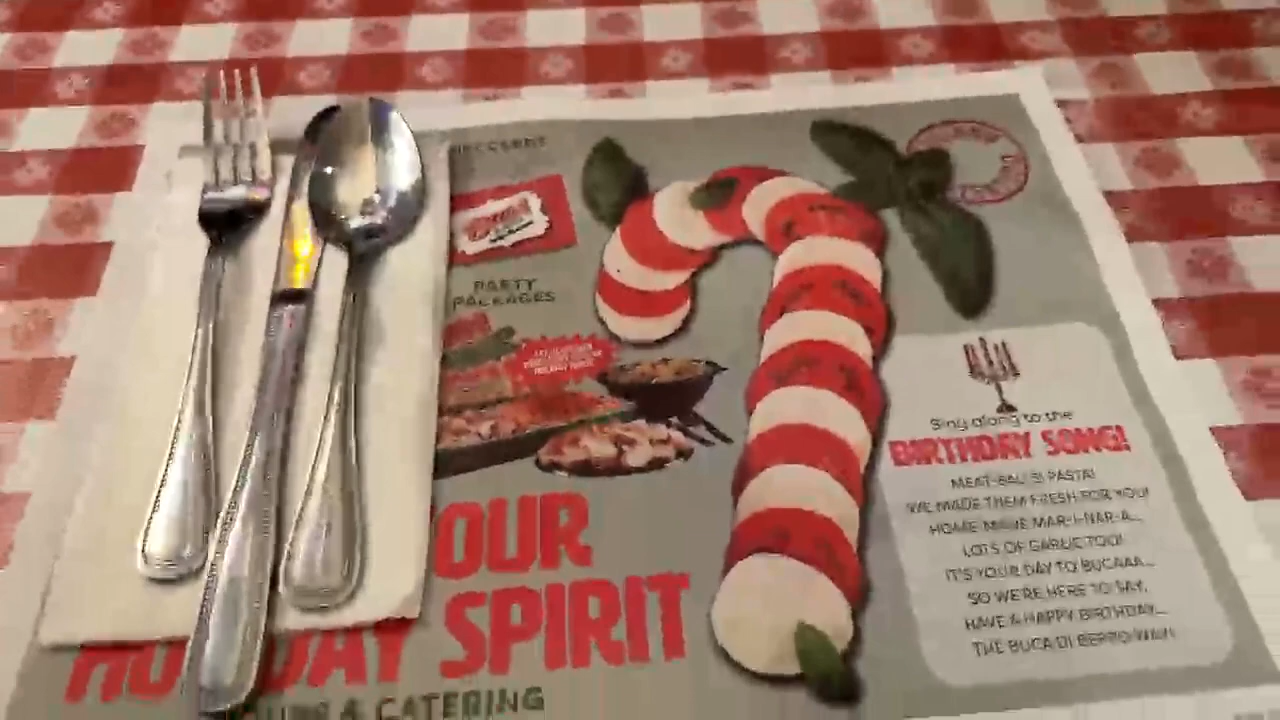 PARTY
PACKAGES
OUR
HOLIDAY SPIRIT
& CATERING
Sing along to the
BIRTHDAY SONG!
MEAT-BALLS! PASTA!
WE MADE THEM FRESH FOR YOU!
HOME MADE MAR-I-NAR-A...
LOTS OF GARLIC TOO!
IT'S YOUR DAY TO BUCAAA...
SO WE'RE HERE TO SAY,
HAVE A HAPPY BIRTHDAY...
THE BUCA DI BEPPO WAY!